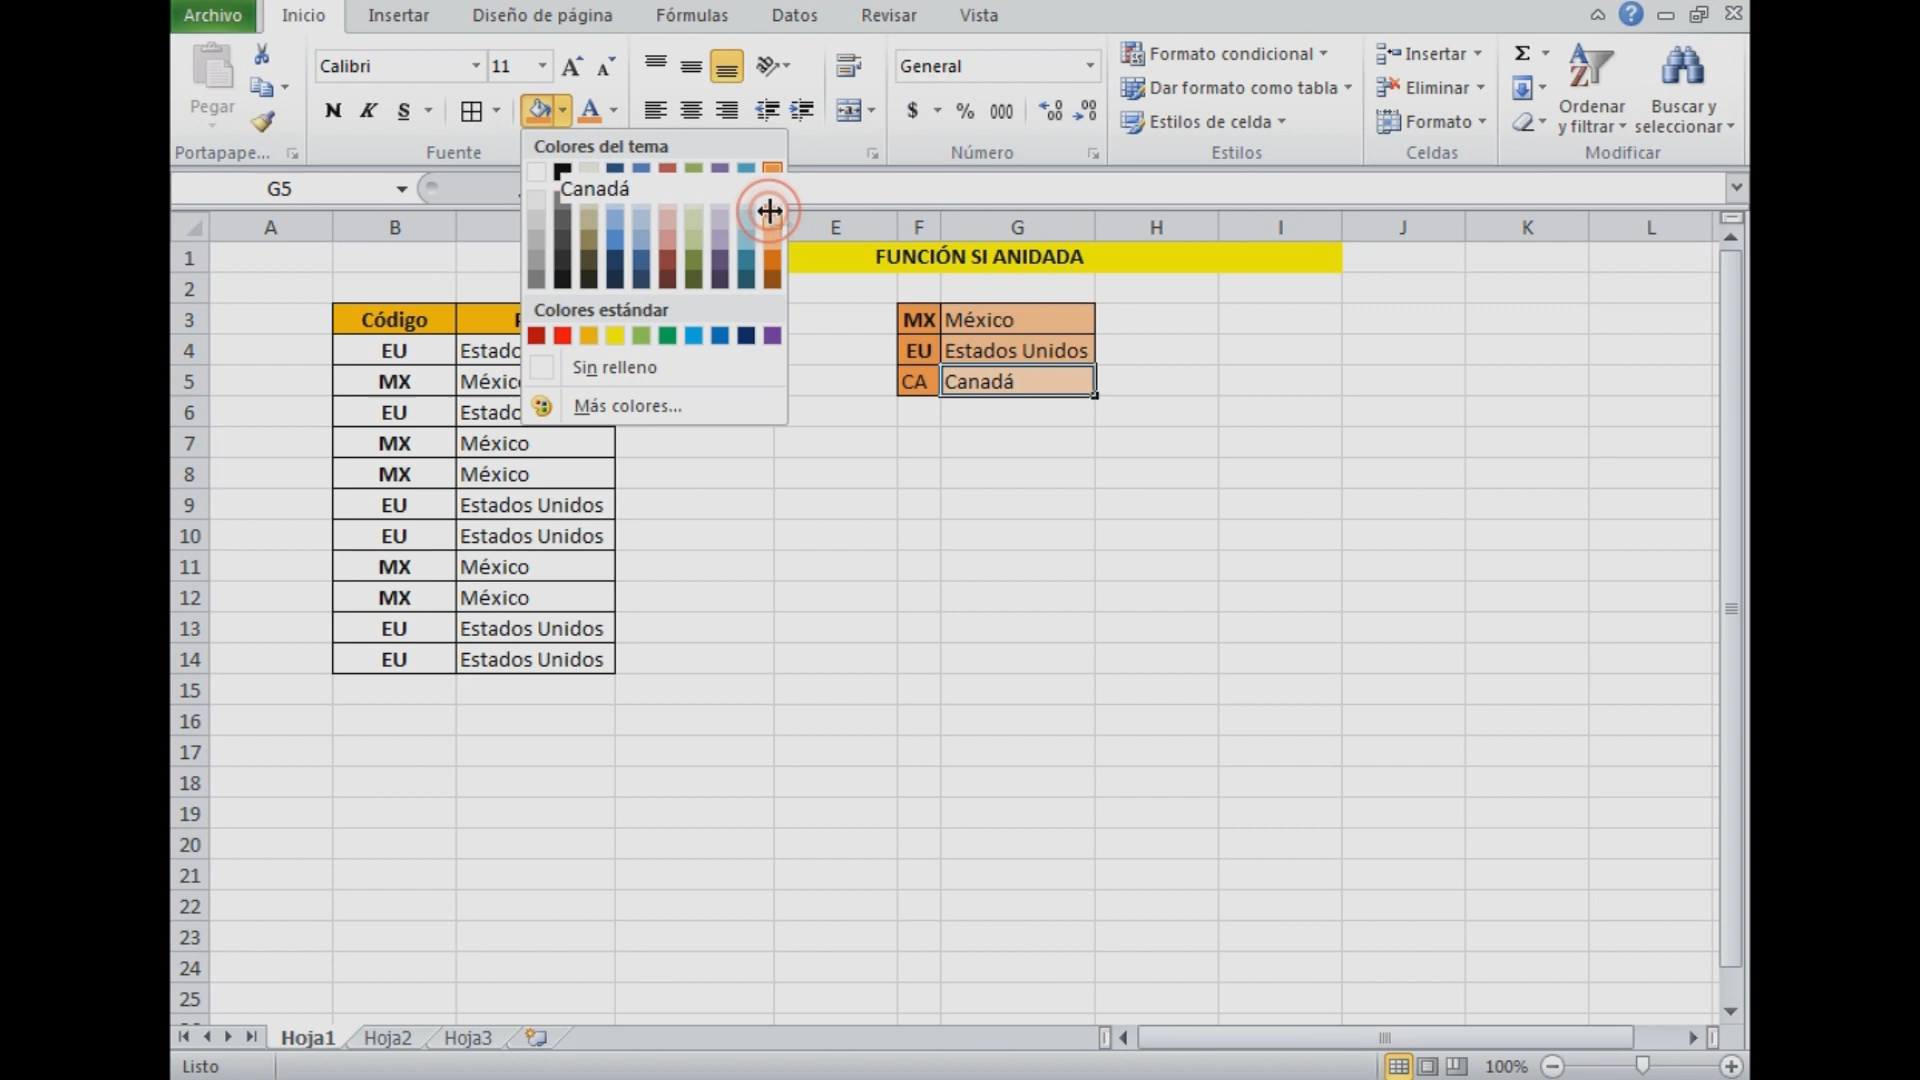 Archivo Inicio Insertar Diseño de página Fórmulas Datos Revisar Vista
Pegar
Portapape...
Calibri 11
N K S
Fuente
General
$ % 000
Número
Formato condicional
Dar formato como tabla
Estilos de celda
Estilos
Insertar
Eliminar
Formato
Celdas
Ordenar y filtrar
Buscar y seleccionar
Modificar
G5
Canadá
Colores del tema
Colores estándar
Sin relleno
Más colores...
A B E F G H I J K L
1 FUNCIÓN SI ANIDADA
2
3 Código MX México
4 EU Estado EU Estados Unidos
5 MX Méxic CA Canadá
6 EU Estado
7 MX México
8 MX México
9 EU Estados Unidos
10 EU Estados Unidos
11 MX México
12 MX México
13 EU Estados Unidos
14 EU Estados Unidos
15
16
17
18
19
20
21
22
23
24
25
Hoja1 Hoja2 Hoja3
Listo 100%